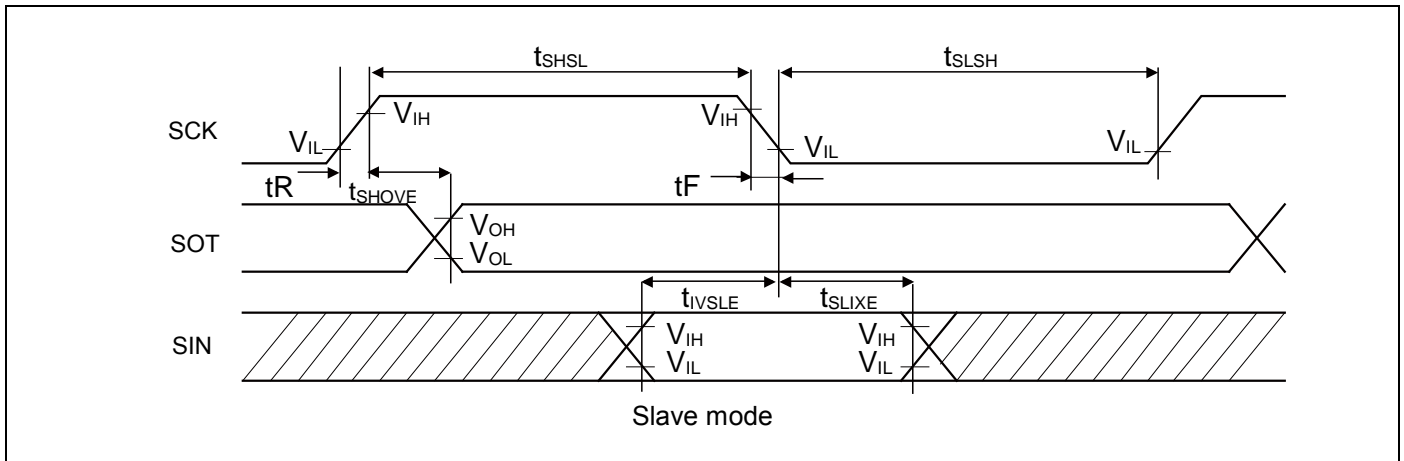 tSHSL tSLSH
SCK VIH VIH
VIL VIL VIL
tR tSHOVE tF
SOT VOH
VOL
tIVSLE tSLIXE
SIN VIH VIH
VIL VIL
Slave mode